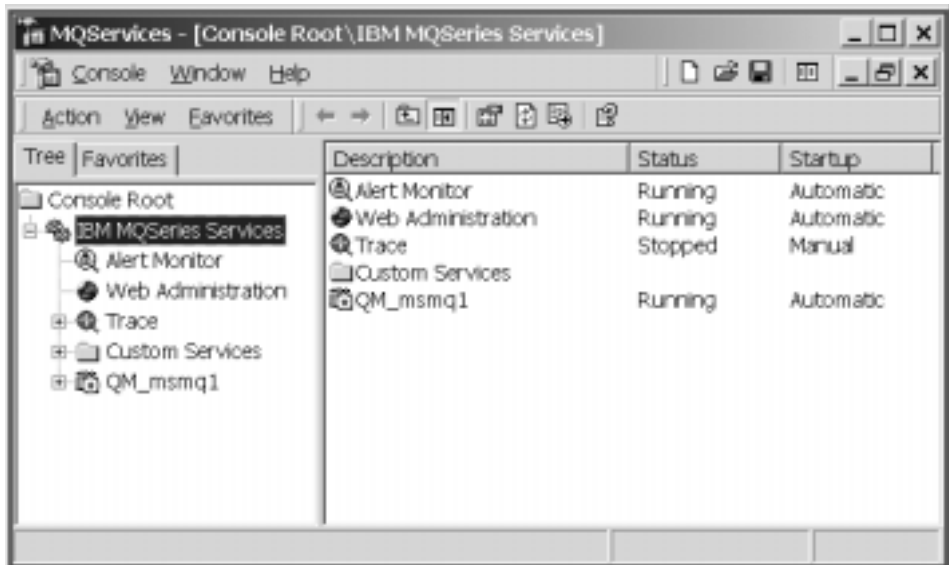 MQServices - [Console Root\IBM MQSeries Services]
Console Window Help
Action View Favorites
Tree Favorites
Console Root
IBM MQSeries Services
Alert Monitor
Web Administration
Trace
Custom Services
QM_msmq1
Description Status Startup
Alert Monitor Running Automatic
Web Administration Running Automatic
Trace Stopped Manual
Custom Services
QM_msmq1 Running Automatic